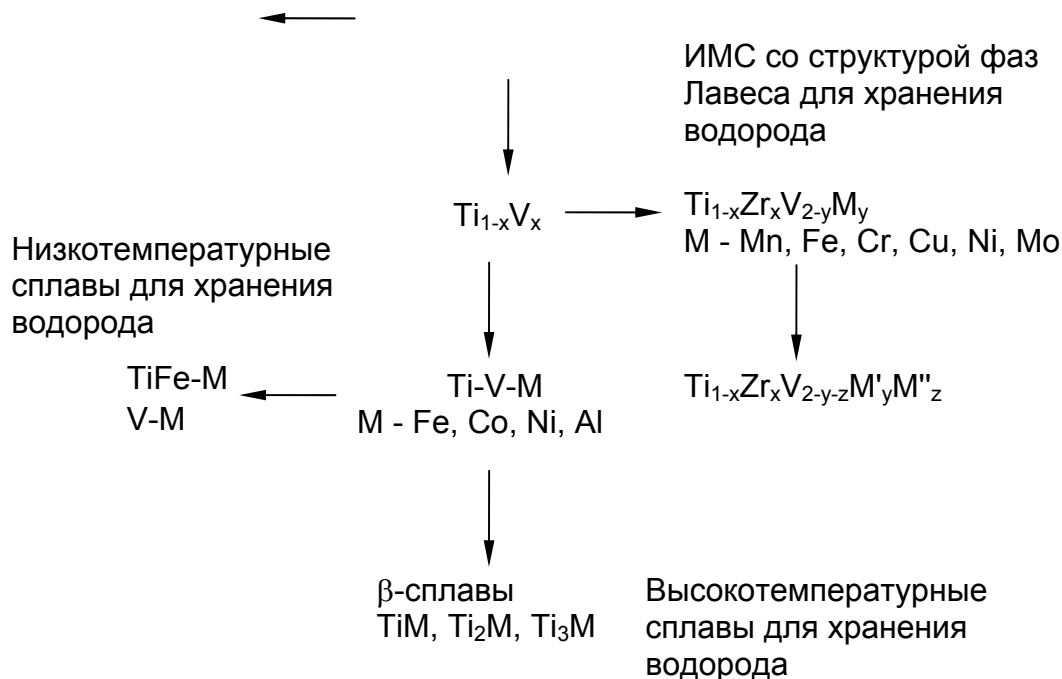 ИМС со структурой фаз
Лавеса для хранения
водорода
Ti₁₋ₓVₓ
Ti₁₋ₓZrₓV₂₋yMy
M - Mn, Fe, Cr, Cu, Ni, Mo
Низкотемпературные
сплавы для хранения
водорода
TiFe-M
V-M
Ti-V-M
M - Fe, Co, Ni, Al
Ti₁₋ₓZrₓV₂₋y₋zM'yM"z
β-сплавы
TiM, Ti₂M, Ti₃M
Высокотемпературные
сплавы для хранения
водорода